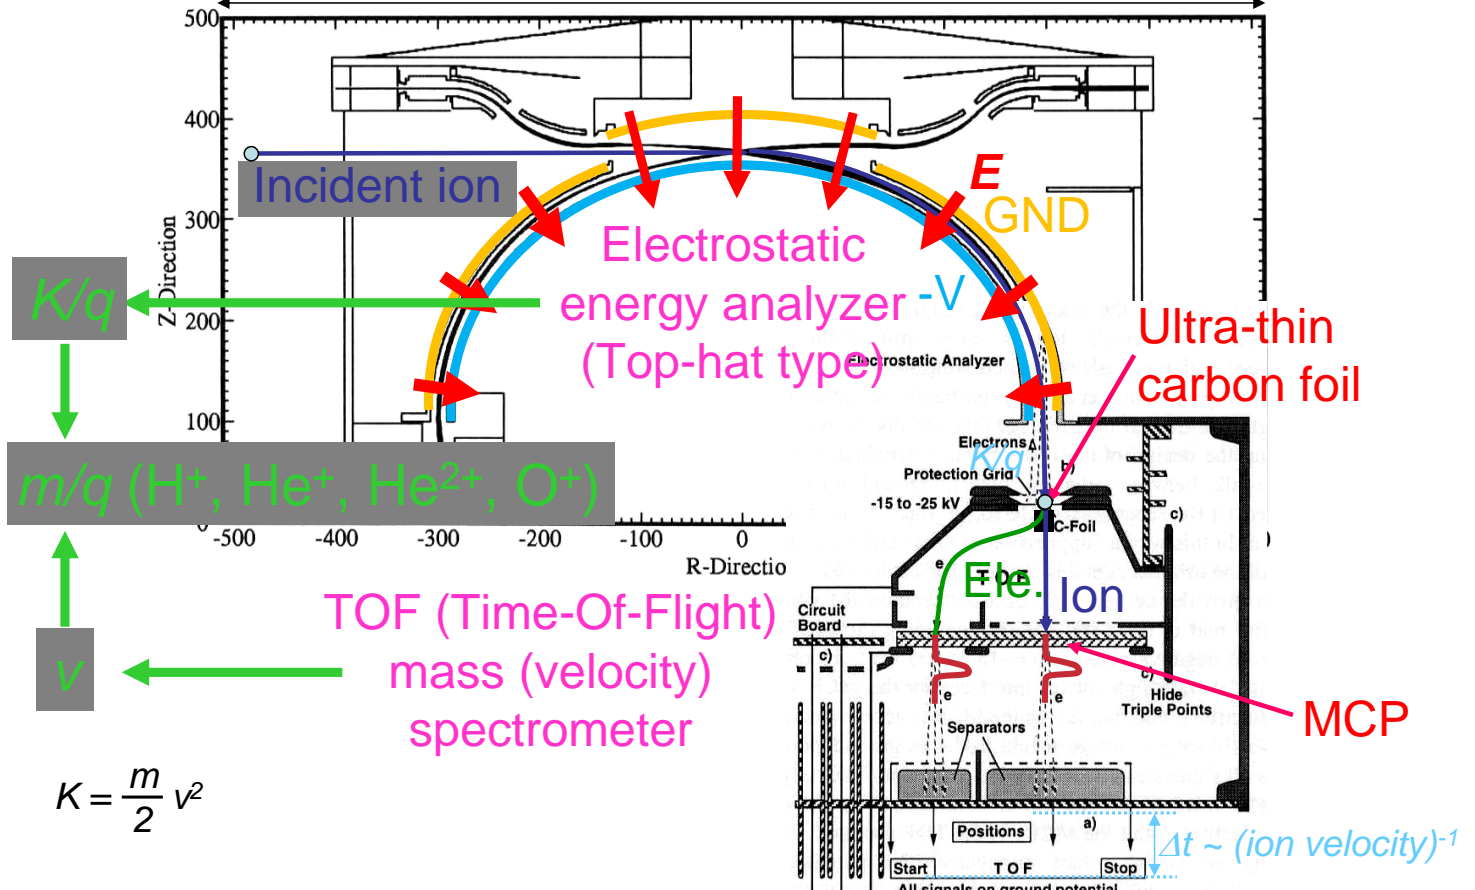 500
400
300
200
100
0
Z-Direction
-500
-400
-300
-200
-100
0
R-Directio
Incident ion
E
GND
-V
Electrostatic
energy analyzer
(Top-hat type)
K/q
m/q (H⁺, He⁺, He²⁺, O⁺)
v
K = m/2 v²
TOF (Time-Of-Flight)
mass (velocity)
spectrometer
Ultra-thin
carbon foil
Electrostatic Analyzer
Electrons
K/q
b)
Protection Grid
-15 to -25 kV
C-Foil
c)
e
T O F
Ele.
Ion
Circuit
Board
c)
c)
e
e
Hide
Triple Points
MCP
Separators
a)
Positions
Δt ~ (ion velocity)⁻¹
Start
T O F
Stop
All signals on ground potential